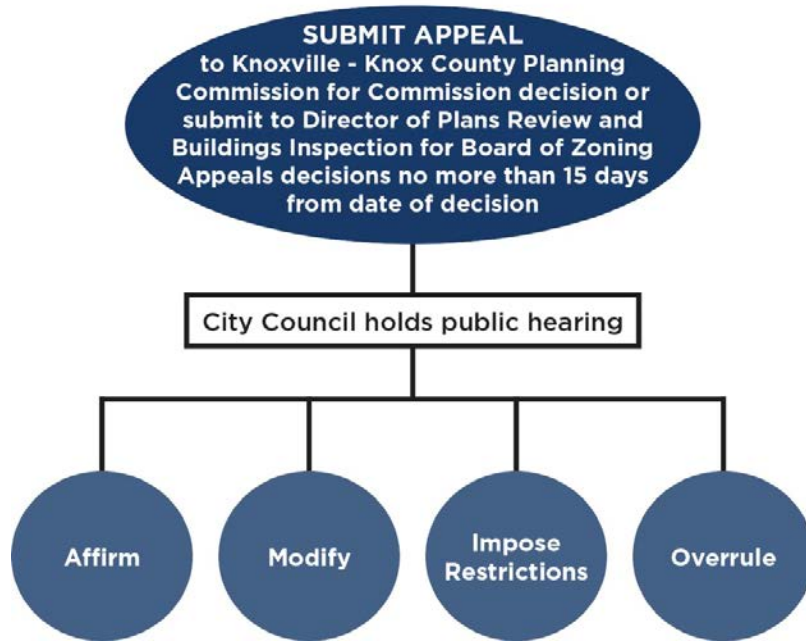 SUBMIT APPEAL
to Knoxville - Knox County Planning
Commission for Commission decision or
submit to Director of Plans Review and
Buildings Inspection for Board of Zoning
Appeals decisions no more than 15 days
from date of decision
City Council holds public hearing
Affirm
Modify
Impose
Restrictions
Overrule